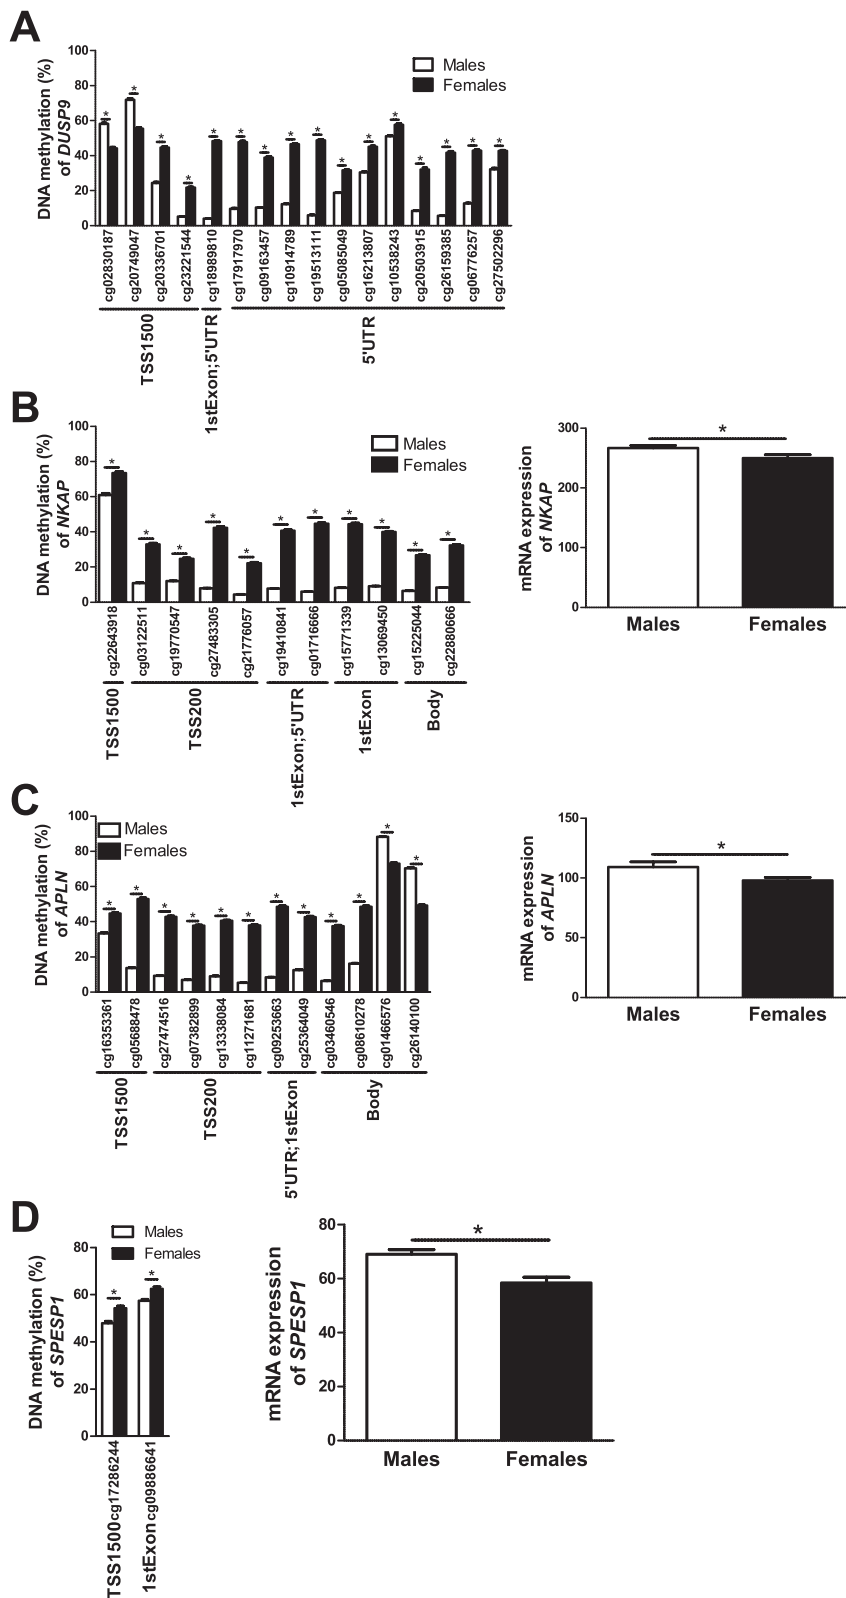 A
DNA methylation (%)
of DUSP9
100
80
60
40
20
0
Males
Females
* * * * * * * * * * * * * * * *
cg02830187
cg20749047
cg20336701
cg23221544
cg18989810
cg17917970
cg09163457
cg10914789
cg19513111
cg05085049
cg16213807
cg10538243
cg20503915
cg26159385
cg06776257
cg27502296
TSS1500
1stExon;5'UTR
5'UTR
B
DNA methylation (%)
of NKAP
100
80
60
40
20
0
Males
Females
* * * * * * * * * * *
cg22643918
cg03122511
cg19770547
cg27483305
cg21776057
cg19410841
cg01716666
cg15771339
cg13069450
cg15225044
cg22880666
TSS1500
TSS200
1stExon;5'UTR
1stExon
Body
mRNA expression
of NKAP
300
200
100
0
*
Males
Females
C
DNA methylation (%)
of APLN
100
80
60
40
20
0
Males
Females
* * * * * * * * * * * *
cg16353361
cg05688478
cg27474516
cg07382899
cg13338084
cg11271681
cg09253663
cg25364049
cg03460546
cg08610278
cg01466576
cg26140100
TSS1500
TSS200
5'UTR;1stExon
Body
mRNA expression
of APLN
150
100
50
0
*
Males
Females
D
DNA methylation (%)
of SPESP1
80
60
40
20
0
Males
Females
* *
cg17286244
cg09886641
TSS1500
1stExon
mRNA expression
of SPESP1
80
60
40
20
0
*
Males
Females